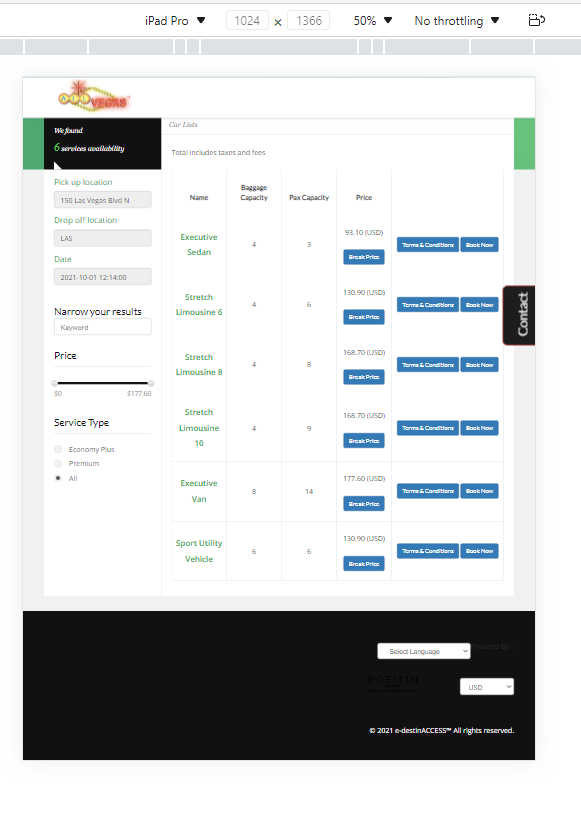 iPad Pro ▼ 1024 x 1366 50% ▼ No throttling ▼
ALL VEGAS
We found
6 services availability
Car Lists
Total includes taxes and fees
Pick up location
150 Las Vegas Blvd N
Drop off location
LAS
Date
2021-10-01 12:14:00
Narrow your results
Keyword
Price
$0 $177.60
Service Type
Economy Plus
Premium
All
Name Baggage Capacity Pax Capacity Price
Executive Sedan 4 3 93.10 (USD) Break Price Terms & Conditions Book Now
Stretch Limousine 6 4 6 130.90 (USD) Break Price Terms & Conditions Book Now
Stretch Limousine 8 4 8 168.70 (USD) Break Price Terms & Conditions Book Now
Stretch Limousine 10 4 9 168.70 (USD) Break Price Terms & Conditions Book Now
Executive Van 8 14 177.60 (USD) Break Price Terms & Conditions Book Now
Sport Utility Vehicle 6 6 130.90 (USD) Break Price Terms & Conditions Book Now
Contact
Select Language
Powered By
USD
© 2021 e-destinACCESS℠ All rights reserved.